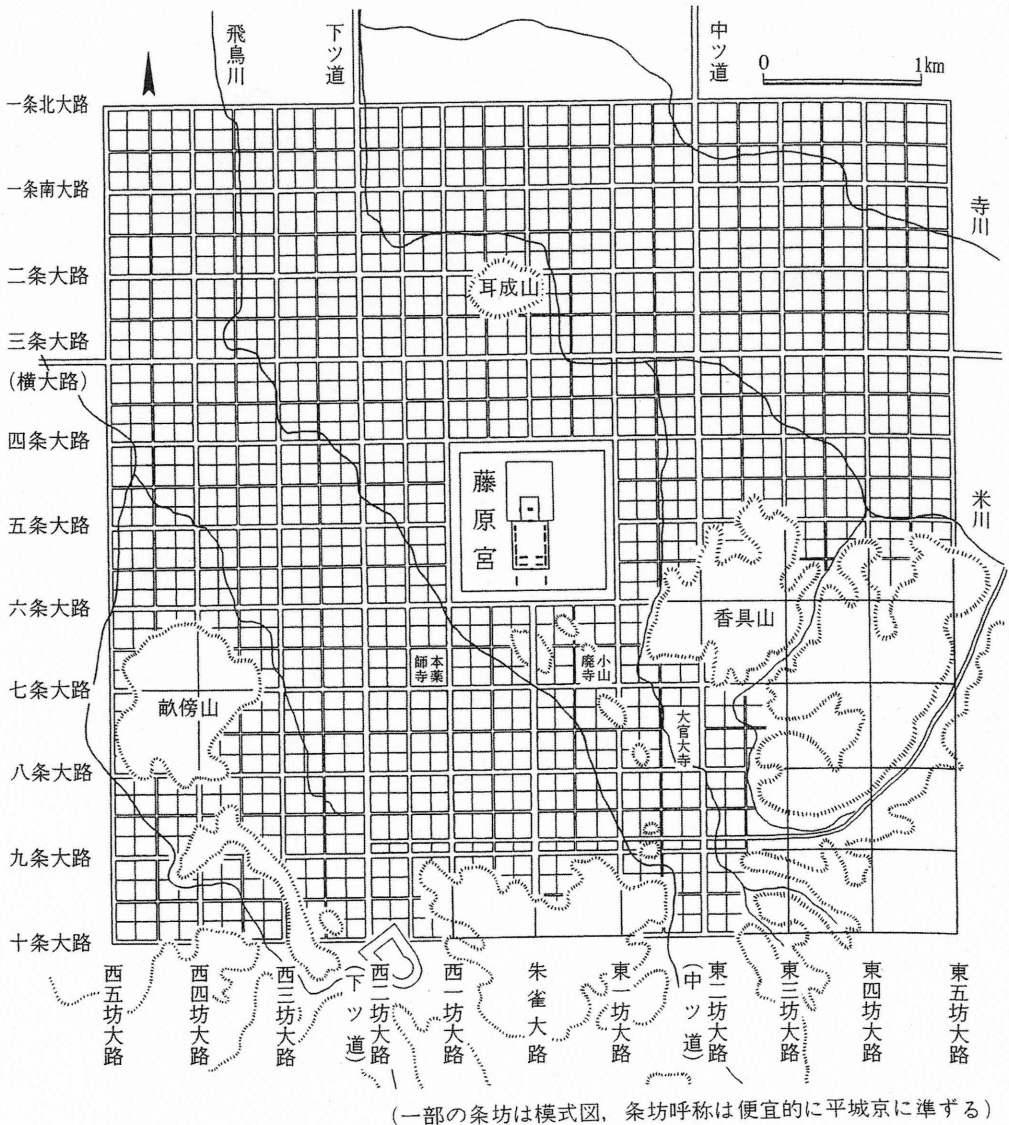 飛鳥川
下ツ道
中ツ道
0 1km
一条北大路
一条南大路
寺川
二条大路
耳成山
三条大路
(横大路)
四条大路
藤原宮
五条大路
米川
六条大路
香具山
本薬師寺
小山廃寺
七条大路
畝傍山
大官大寺
八条大路
九条大路
十条大路
西五坊大路
西四坊大路
西三坊大路
(下ツ道)
西二坊大路
西一坊大路
朱雀大路
東一坊大路
(中ツ道)
東二坊大路
東三坊大路
東四坊大路
東五坊大路
(一部の条坊は模式図，条坊呼称は便宜的に平城京に準ずる)